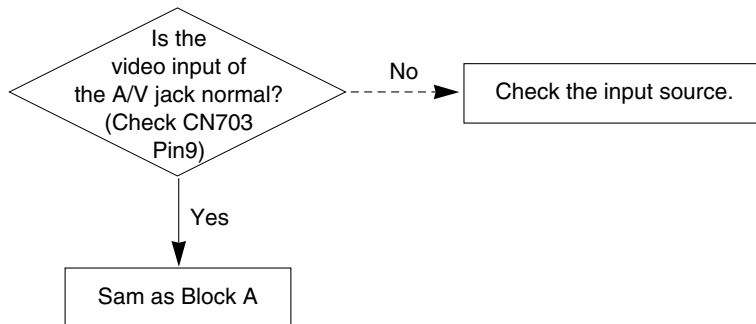 Is the
video input of
the A/V jack normal?
(Check CN703
Pin9)
No
Check the input source.
Yes
Sam as Block A